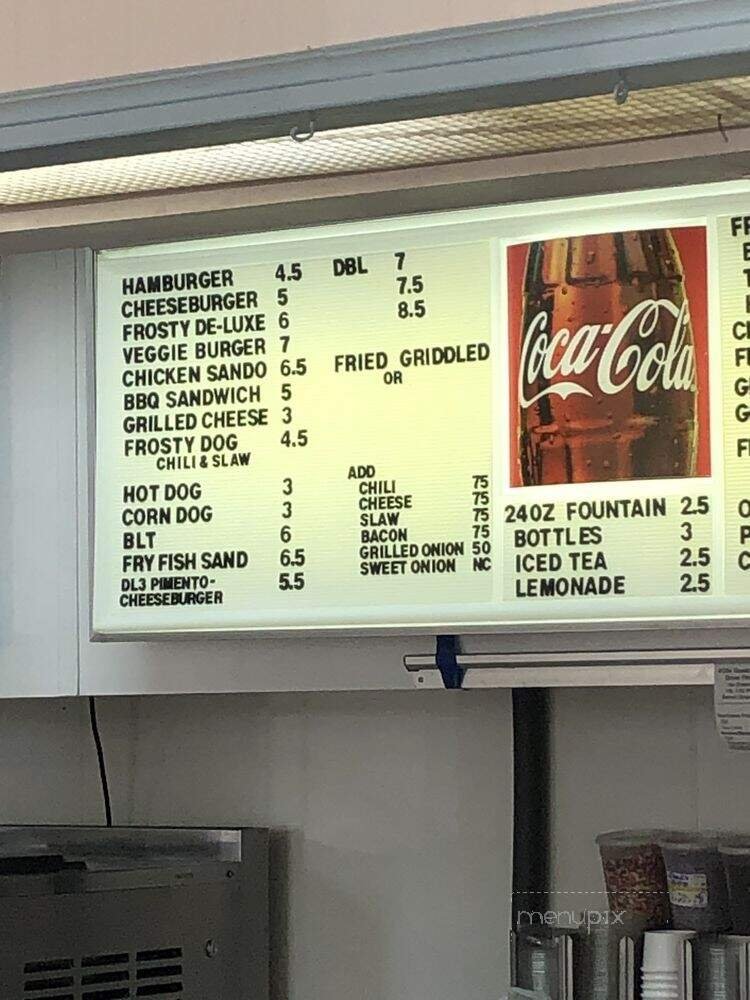 HAMBURGER 4.5 DBL 7
CHEESEBURGER 5 7.5
FROSTY DE-LUXE 6 8.5
VEGGIE BURGER 7
CHICKEN SANDO 6.5 FRIED GRIDDLED
OR
BBQ SANDWICH 5
GRILLED CHEESE 3
FROSTY DOG 4.5
CHILI & SLAW
HOT DOG 3
CORN DOG 3
BLT 6
FRY FISH SAND 6.5
DL3 PIMENTO- 5.5
CHEESEBURGER
ADD
CHILI 75
CHEESE 75
SLAW 75
BACON 75
GRILLED ONION 50
SWEET ONION NC
Coca-Cola
24OZ FOUNTAIN 2.5
BOTTLES 3
ICED TEA 2.5
LEMONADE 2.5
menupix